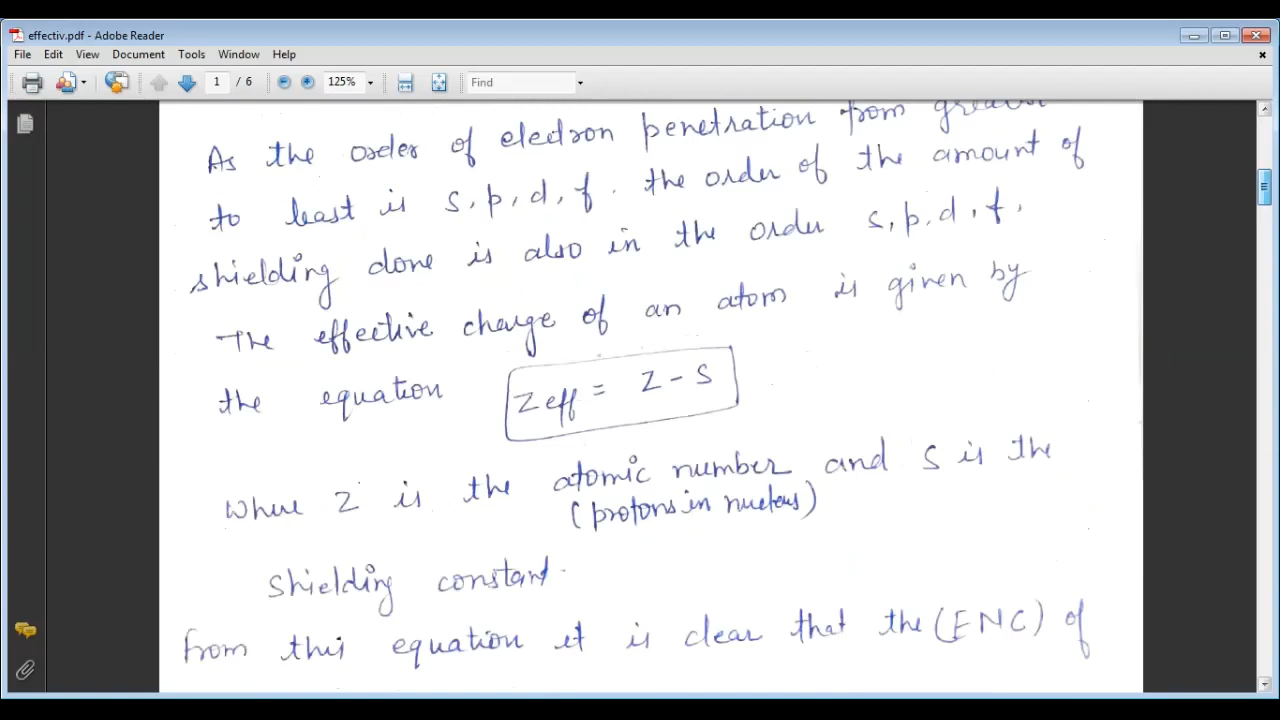 effectiv.pdf - Adobe Reader
File Edit View Document Tools Window Help
1 / 6 125% Find
As the order of electron penetration from greatest
to least is s, p, d, f. the order of the amount of
shielding done is also in the order s, p, d, f.
The effective charge of an atom is given by
the equation Zeff = Z - S
Where Z is the atomic number and S is the
(protons in nucleus)
Shielding constant.
From this equation it is clear that the (ENC) of